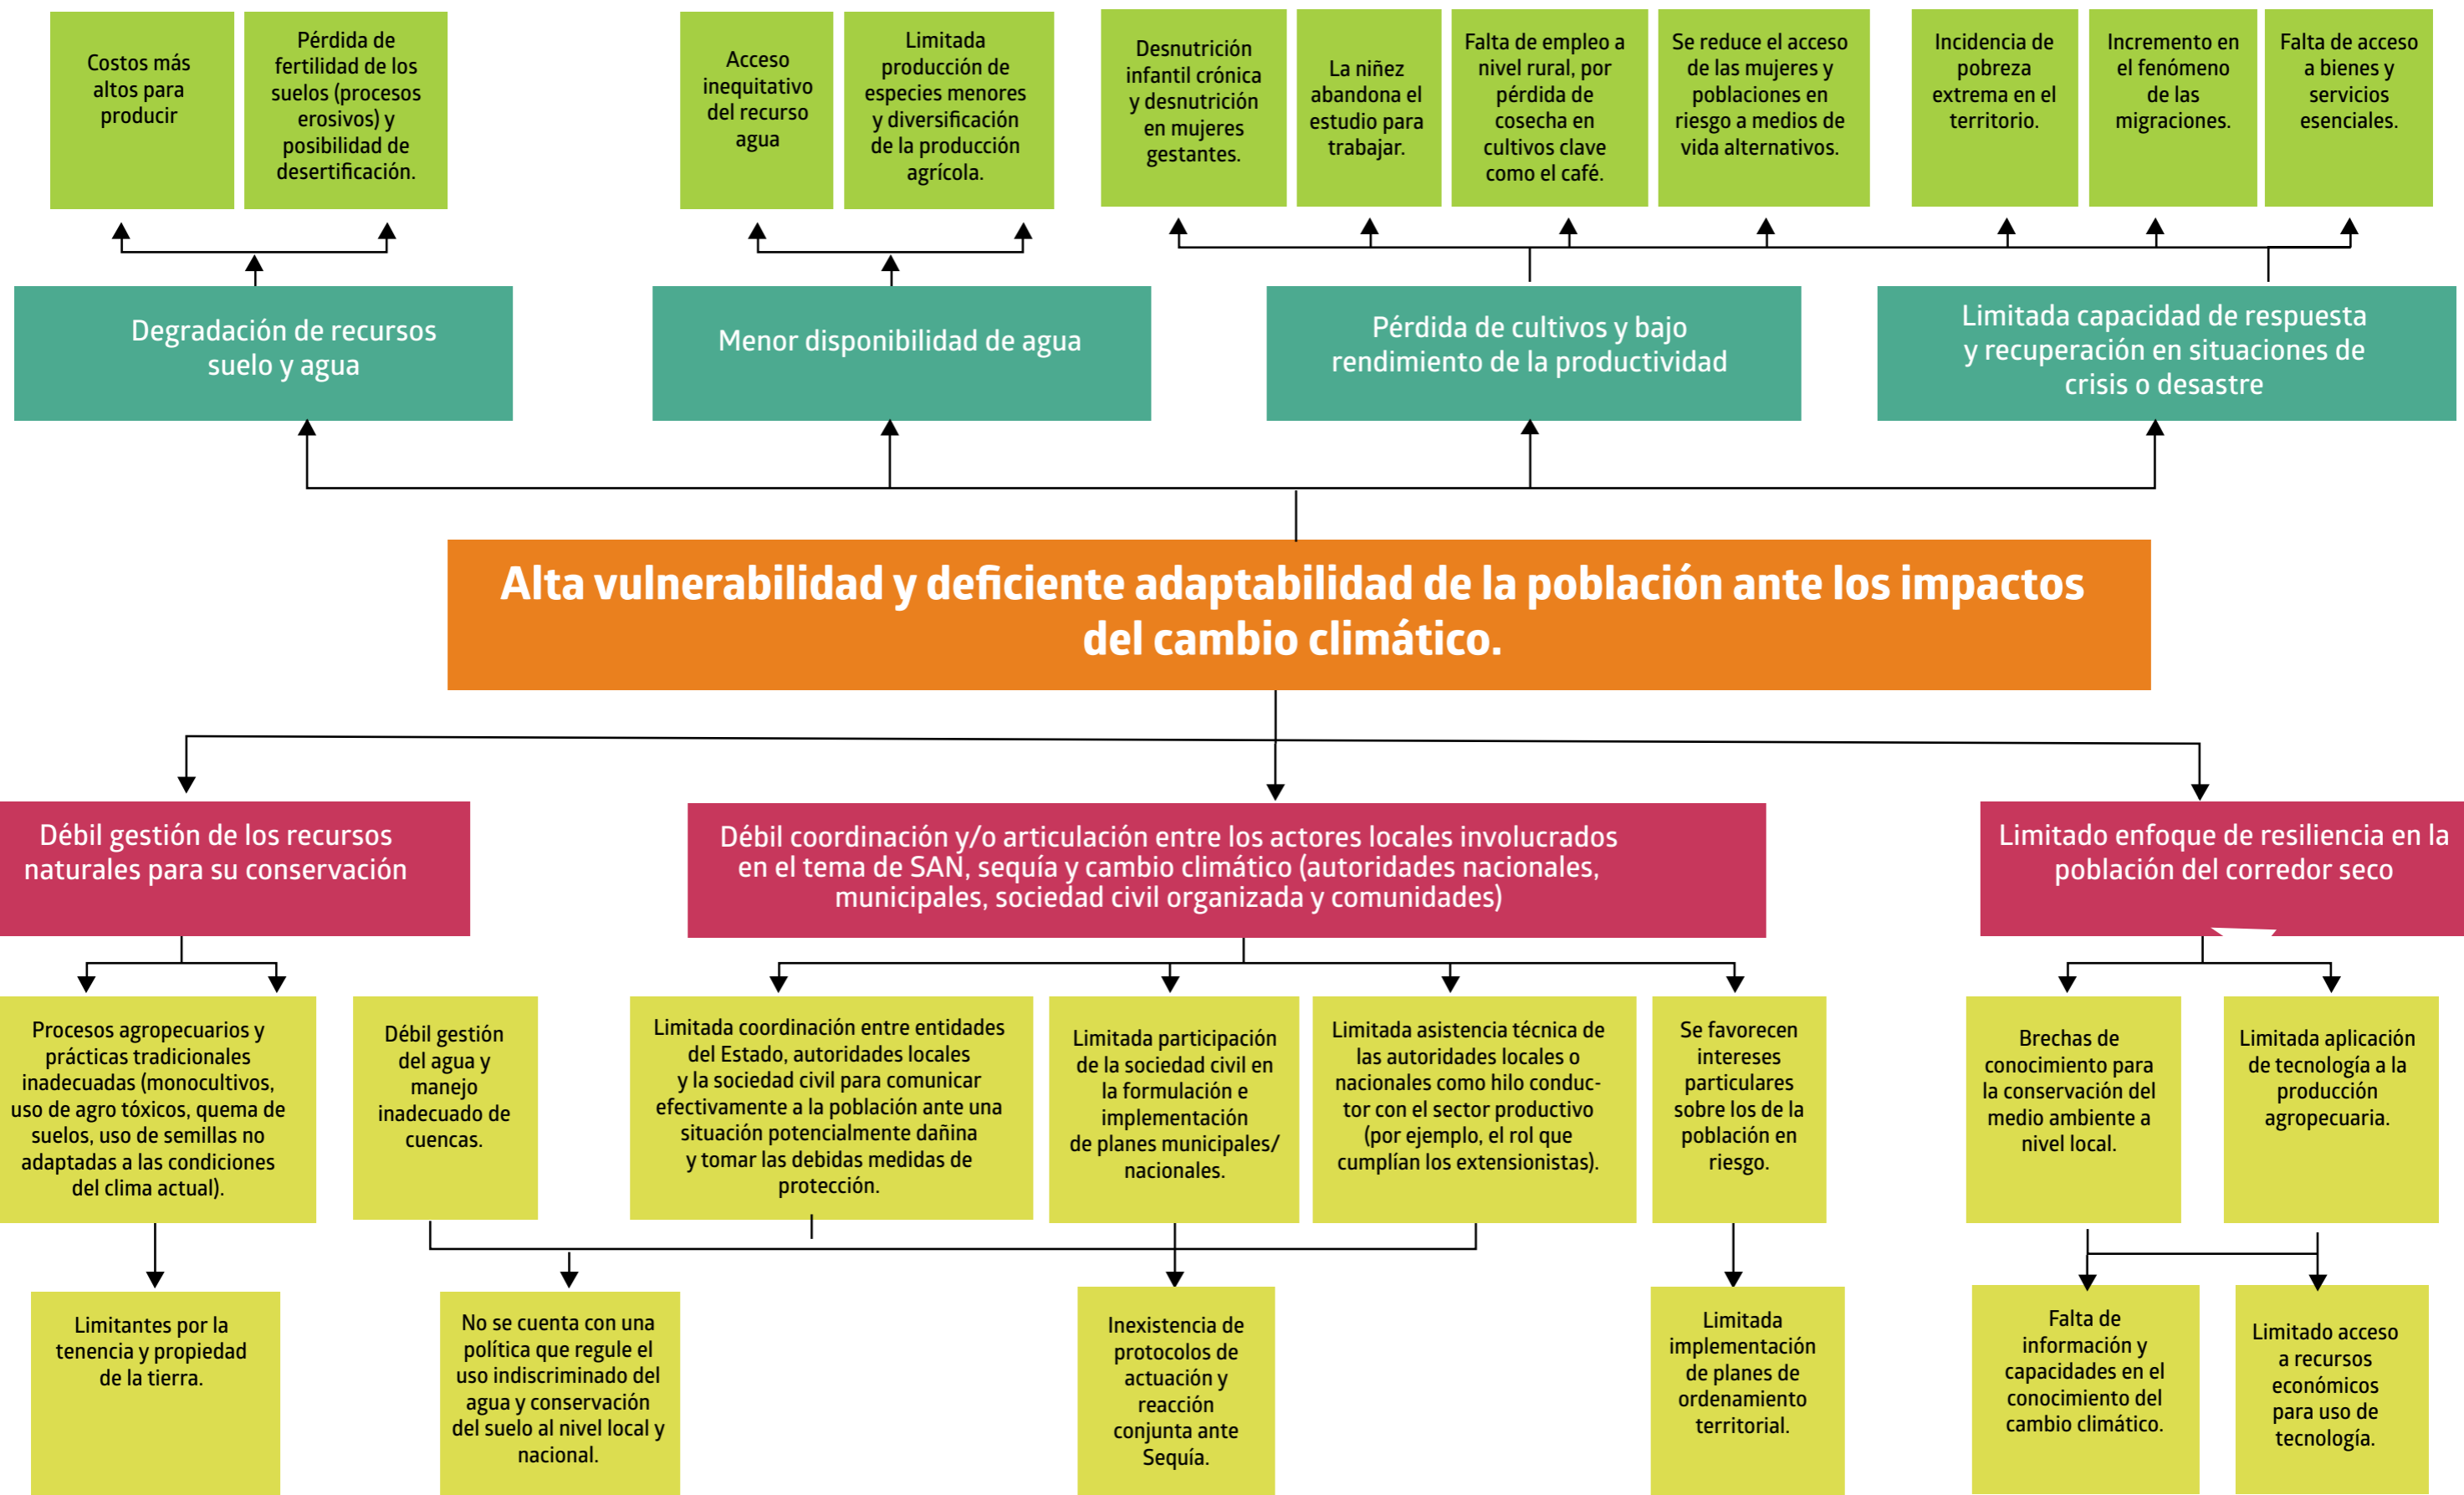 Costos más
altos para
producir
Pérdida de
fertilidad de los
suelos (procesos
erosivos) y
posibilidad de
desertificación.
Acceso
inequitativo
del recurso
agua
Limitada
producción de
especies menores
y diversificación
de la producción
agrícola.
Desnutrición
infantil crónica
y desnutrición
en mujeres
gestantes.
La niñez
abandona el
estudio para
trabajar.
Falta de empleo a
nivel rural, por
pérdida de
cosecha en
cultivos clave
como el café.
Se reduce el acceso
de las mujeres y
poblaciones en
riesgo a medios de
vida alternativos.
Incidencia de
pobreza
extrema en el
territorio.
Incremento en
el fenómeno
de las
migraciones.
Falta de acceso
a bienes y
servicios
esenciales.
Degradación de recursos
suelo y agua
Menor disponibilidad de agua
Pérdida de cultivos y bajo
rendimiento de la productividad
Limitada capacidad de respuesta
y recuperación en situaciones de
crisis o desastre
Alta vulnerabilidad y deficiente adaptabilidad de la población ante los impactos
del cambio climático.
Débil gestión de los recursos
naturales para su conservación
Débil coordinación y/o articulación entre los actores locales involucrados
en el tema de SAN, sequía y cambio climático (autoridades nacionales,
municipales, sociedad civil organizada y comunidades)
Limitado enfoque de resiliencia en la
población del corredor seco
Procesos agropecuarios y
prácticas tradicionales
inadecuadas (monocultivos,
uso de agro tóxicos, quema de
suelos, uso de semillas no
adaptadas a las condiciones
del clima actual).
Débil gestión
del agua y
manejo
inadecuado de
cuencas.
Limitada coordinación entre entidades
del Estado, autoridades locales
y la sociedad civil para comunicar
efectivamente a la población ante una
situación potencialmente dañina
y tomar las debidas medidas de
protección.
Limitada participación
de la sociedad civil en
la formulación e
implementación
de planes municipales/
nacionales.
Limitada asistencia técnica de
las autoridades locales o
nacionales como hilo conduc-
tor con el sector productivo
(por ejemplo, el rol que
cumplían los extensionistas).
Se favorecen
intereses
particulares
sobre los de la
población en
riesgo.
Brechas de
conocimiento para
la conservación del
medio ambiente a
nivel local.
Limitada aplicación
de tecnología a la
producción
agropecuaria.
Limitantes por la
tenencia y propiedad
de la tierra.
No se cuenta con una
política que regule el
uso indiscriminado del
agua y conservación
del suelo al nivel local y
nacional.
Inexistencia de
protocolos de
actuación y
reacción
conjunta ante
Sequía.
Limitada
implementación
de planes de
ordenamiento
territorial.
Falta de
información y
capacidades en el
conocimiento del
cambio climático.
Limitado acceso
a recursos
económicos
para uso de
tecnología.